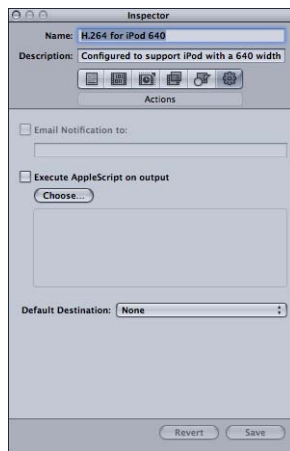 Inspector
Name: H.264 for iPod 640
Description: Configured to support iPod with a 640 width
Actions
Email Notification to:
Execute AppleScript on output
Choose...
Default Destination: None
Revert Save